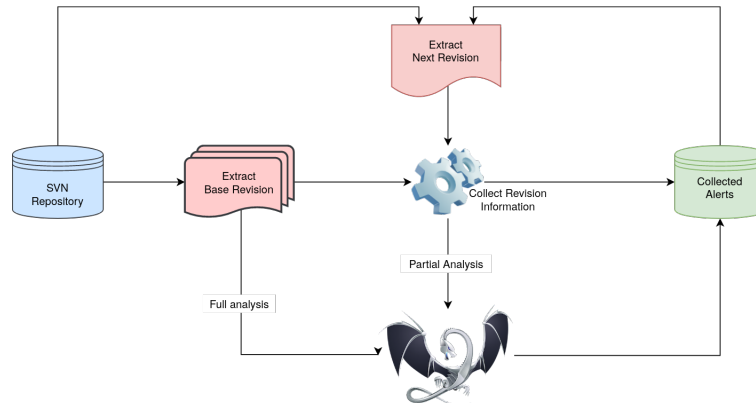 Extract
Next Revision
SVN
Repository
Extract
Base Revision
Collect Revision
Information
Collected
Alerts
Partial Analysis
Full analysis